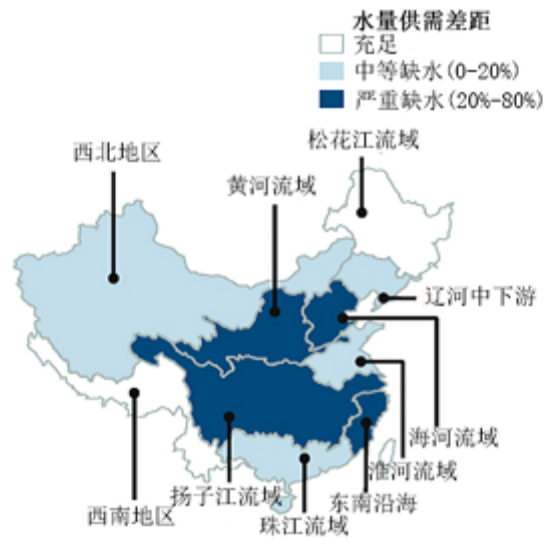 水量供需差距
充足
中等缺水(0-20%)
严重缺水(20%-80%)
松花江流域
西北地区
黄河流域
辽河中下游
海河流域
淮河流域
扬子江流域
东南沿海
西南地区
珠江流域